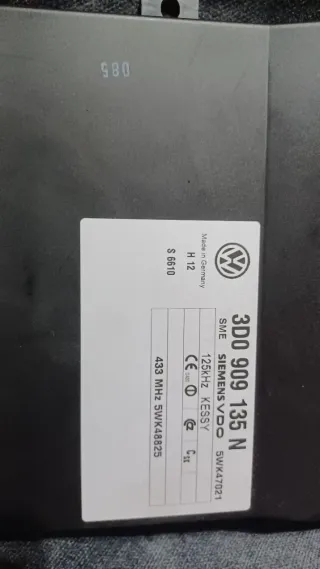 085
3D0 909 135 N
SME SIEMENS VDO 5WK47021
Made in Germany
H 12
S 6610
125kHz KESSY
433 MHz 5WK48825